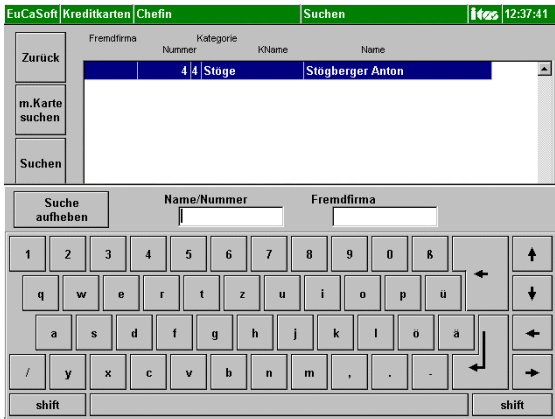 EuCaSoft Kreditkarten Chefin Suchen itos 12:37:41
Fremdfirma Kategorie
Nummer KName Name
Zurück
4 4 Stöge Stögberger Anton
m.Karte
suchen
Suchen
Suche
aufheben
Name/Nummer Fremdfirma
1 2 3 4 5 6 7 8 9 0 ß
q w e r t z u i o p ü
a s d f g h j k l ö ä
/ y x c v b n m , . -
shift shift